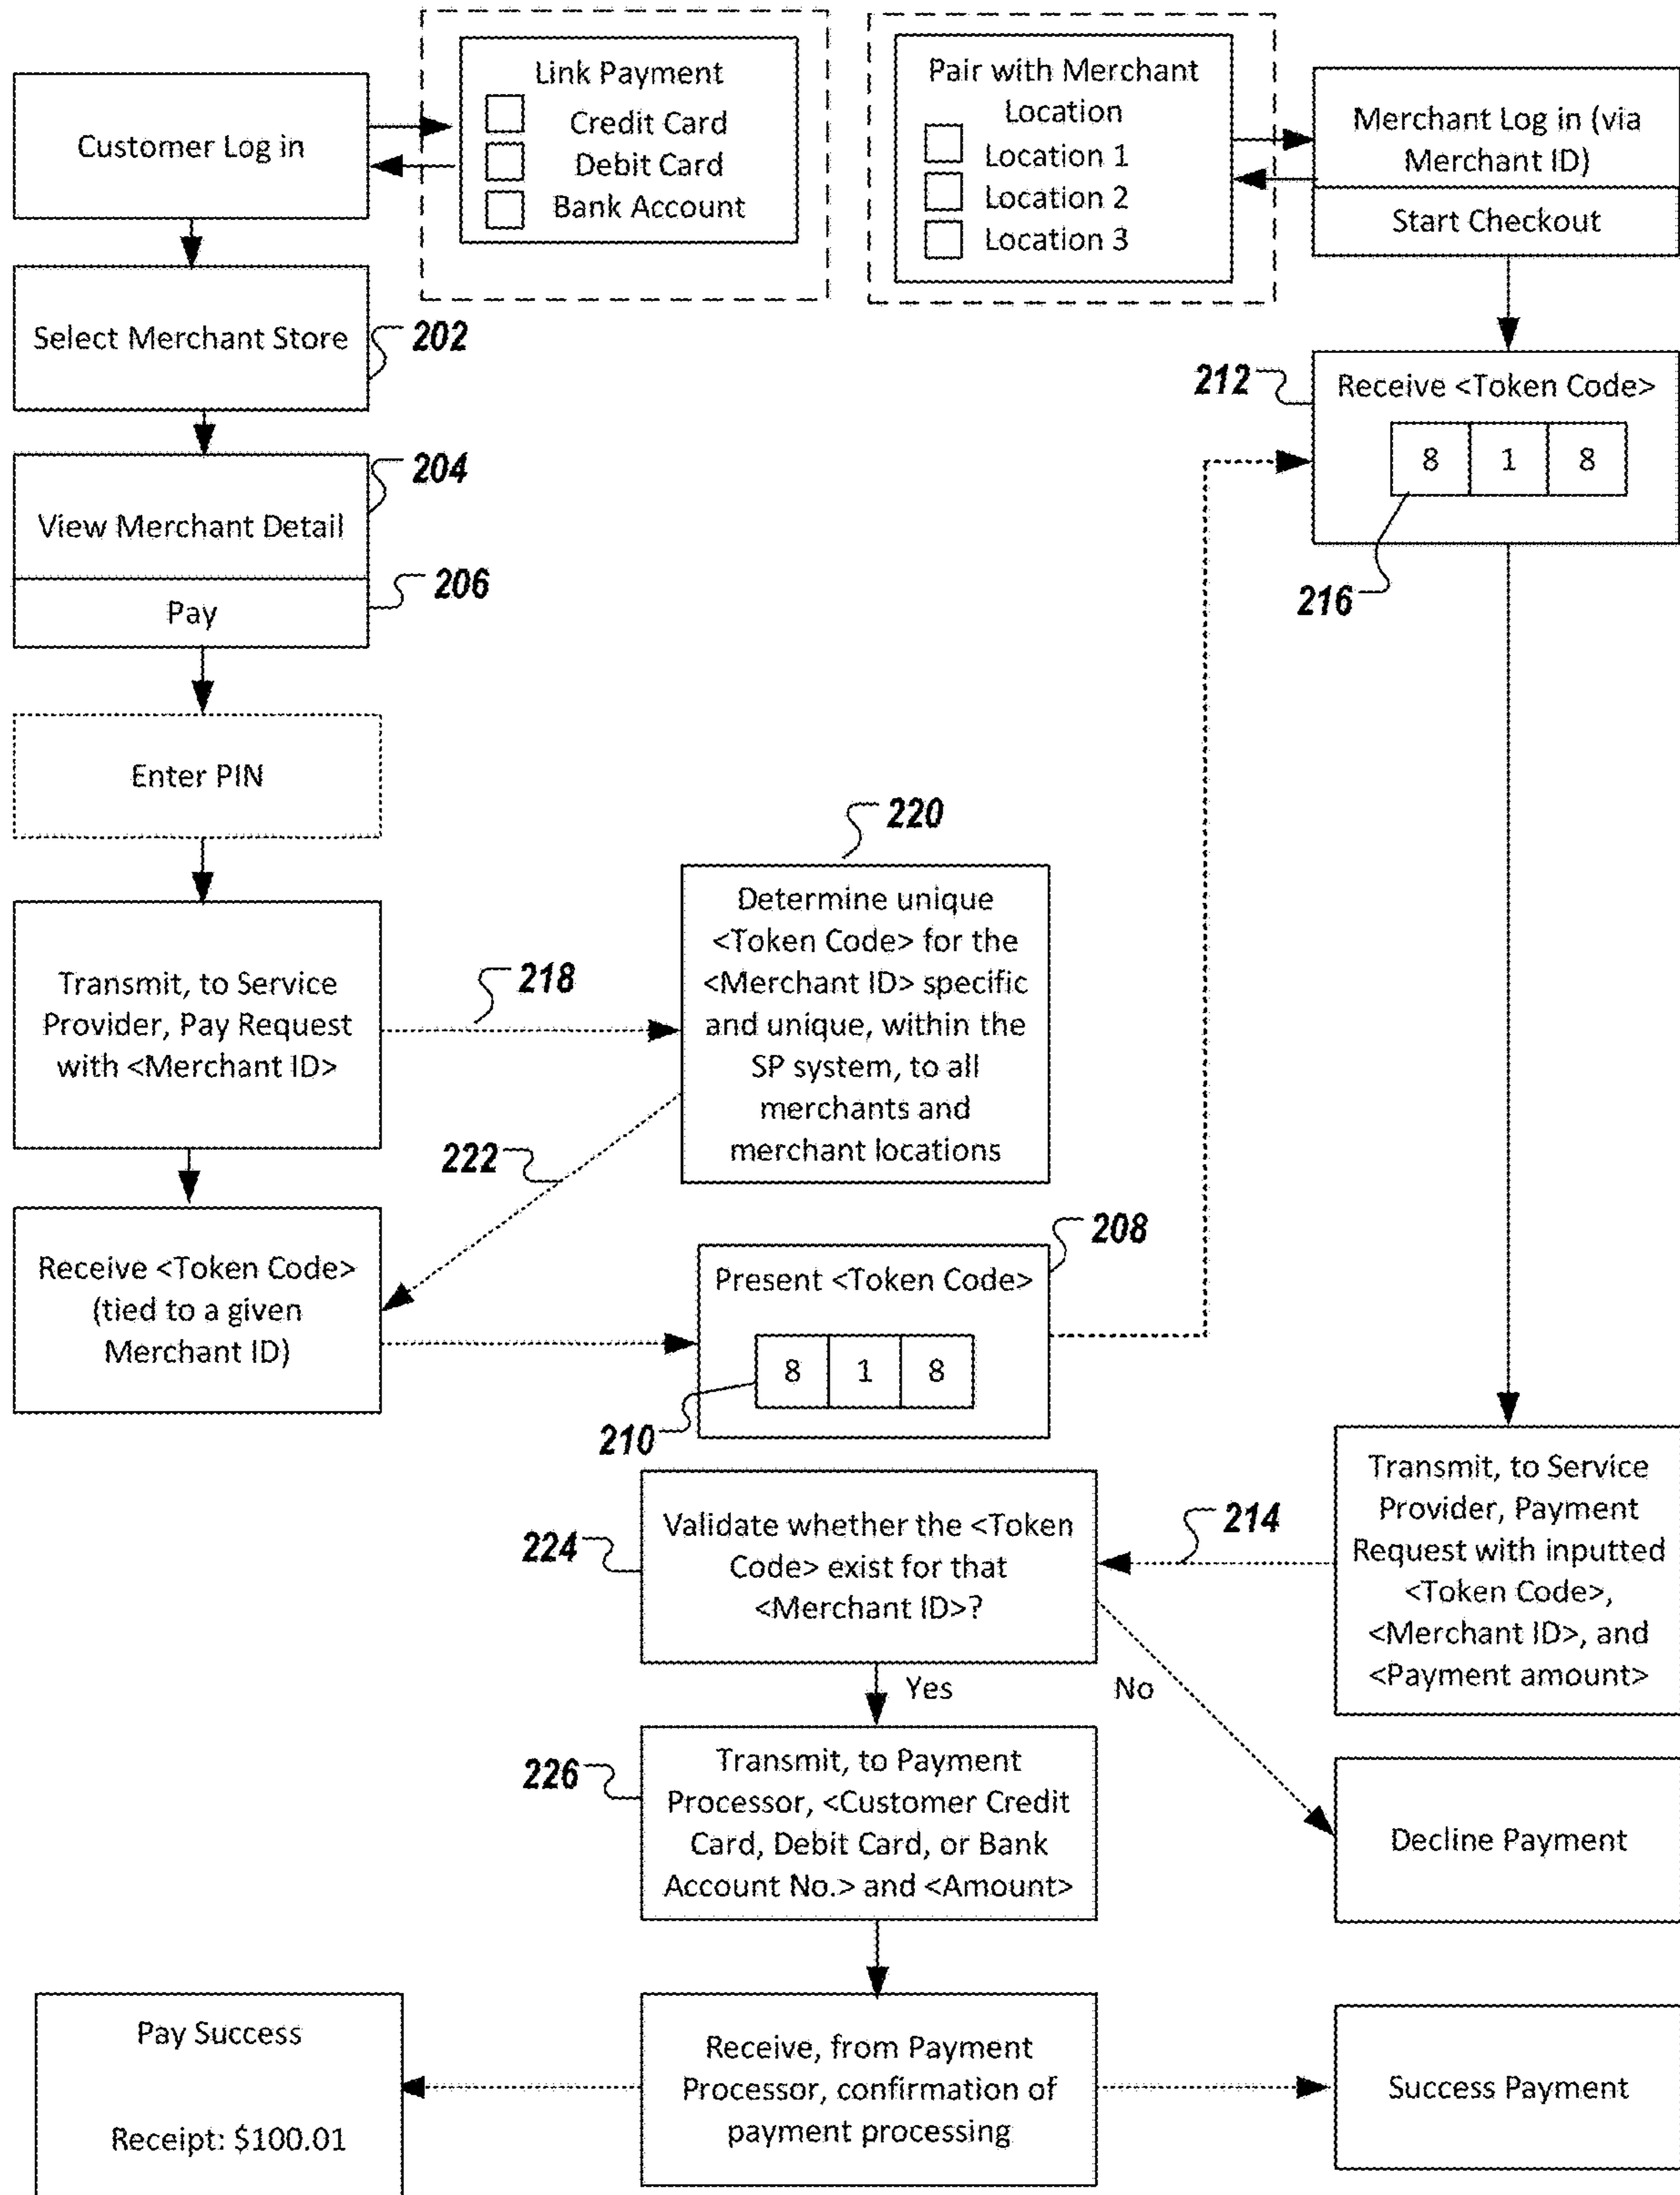 Customer Log in
Link Payment
Credit Card
Debit Card
Bank Account
Pair with Merchant
Location
Location 1
Location 2
Location 3
Merchant Log in (via
Merchant ID)
Start Checkout
Select Merchant Store
202
212
Receive <Token Code>
8 1 8
216
View Merchant Detail
204
Pay
206
Enter PIN
220
Determine unique
<Token Code> for the
<Merchant ID> specific
and unique, within the
SP system, to all
merchants and
merchant locations
Transmit, to Service
Provider, Pay Request
with <Merchant ID>
218
222
Receive <Token Code>
(tied to a given
Merchant ID)
208
Present <Token Code>
8 1 8
210
Transmit, to Service
Provider, Payment
Request with inputted
<Token Code>,
<Merchant ID>, and
<Payment amount>
214
224
Validate whether the <Token
Code> exist for that
<Merchant ID>?
Yes
No
226
Transmit, to Payment
Processor, <Customer Credit
Card, Debit Card, or Bank
Account No.> and <Amount>
Decline Payment
Pay Success
Receipt: $100.01
Receive, from Payment
Processor, confirmation of
payment processing
Success Payment